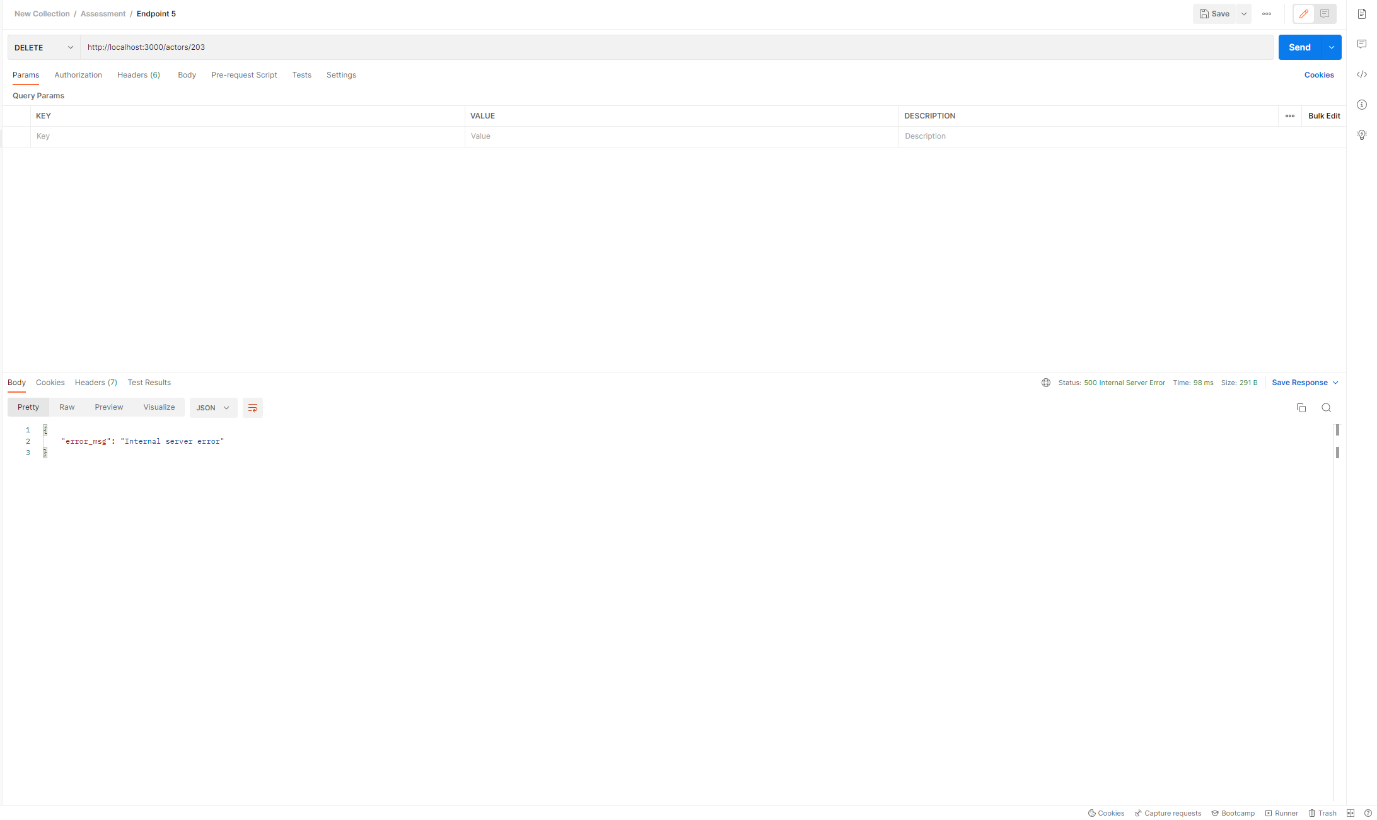 New Collection / Assessment / Endpoint 5
Save
DELETE http://localhost:3000/actors/203 Send
Params Authorization Headers (6) Body Pre-request Script Tests Settings Cookies
Query Params
KEY VALUE DESCRIPTION Bulk Edit
Key Value Description
Body Cookies Headers (7) Test Results Status: 500 Internal Server Error Time: 98 ms Size: 291 B Save Response
Pretty Raw Preview Visualize JSON
1 {
2 "error_msg": "Internal server error"
3 }
Cookies Capture requests Bootcamp Runner Trash